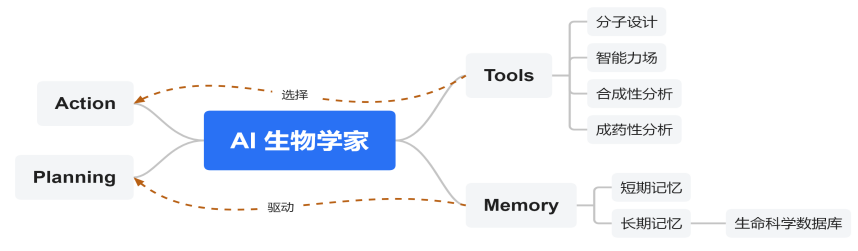 分子设计
智能力场
Tools
合成性分析
成药性分析
选择
Action
AI 生物学家
Planning
驱动
Memory
短期记忆
长期记忆
生命科学数据库